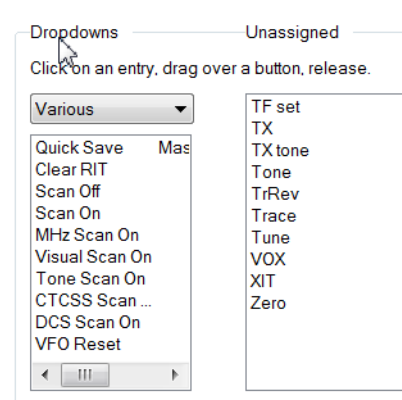 Dropdowns Unassigned
Click on an entry, drag over a button, release.
Various
Quick Save Mas
Clear RIT
Scan Off
Scan On
MHz Scan On
Visual Scan On
Tone Scan On
CTCSS Scan ...
DCS Scan On
VFO Reset
TF set
TX
TX tone
Tone
TrRev
Trace
Tune
VOX
XIT
Zero